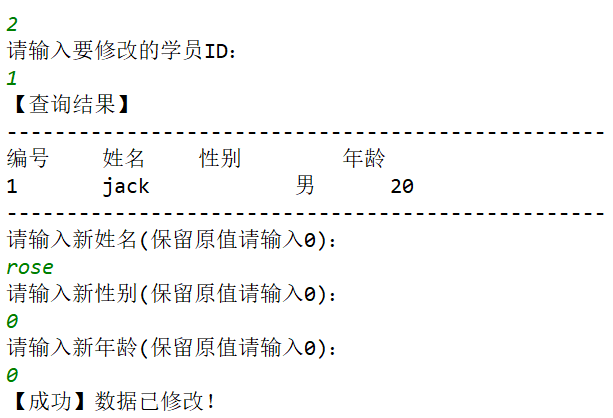 2
请输入要修改的学员ID：
1
【查询结果】
--------------------------------------------------
编号 姓名 性别 年龄
1 jack 男 20
--------------------------------------------------
请输入新姓名(保留原值请输入0)：
rose
请输入新性别(保留原值请输入0)：
0
请输入新年龄(保留原值请输入0)：
0
【成功】数据已修改！